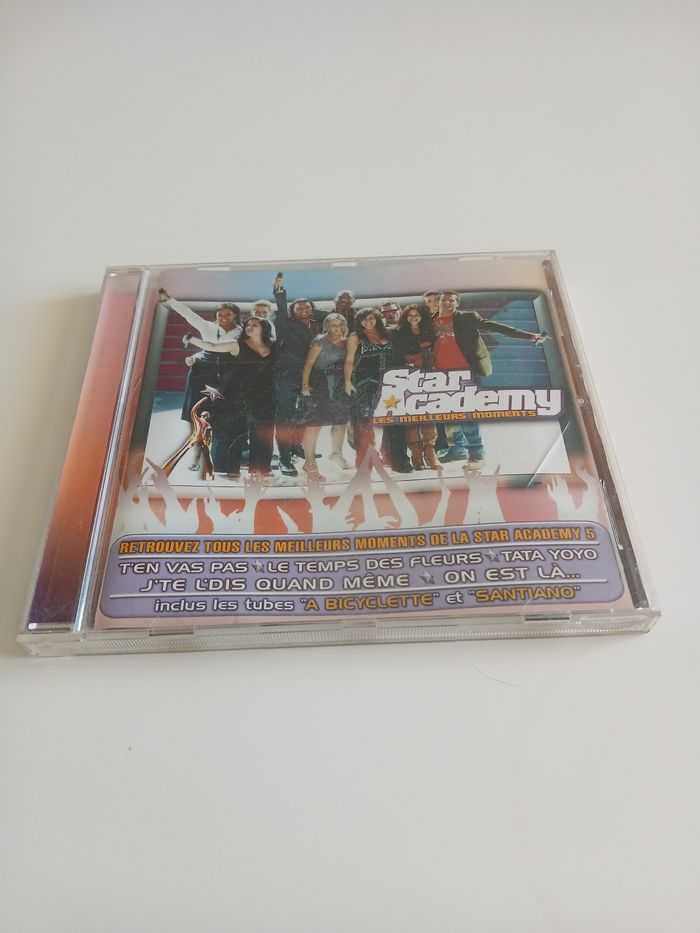 Star
Academy
LES MEILLEURS MOMENTS
RETROUVEZ TOUS LES MEILLEURS MOMENTS DE LA STAR ACADEMY 5
T'EN VAS PAS LE TEMPS DES FLEURS TATA YOYO
J'TE L'DIS QUAND MÊME ON EST LÀ...
inclus les tubes "A BICYCLETTE" et "SANTIANO"